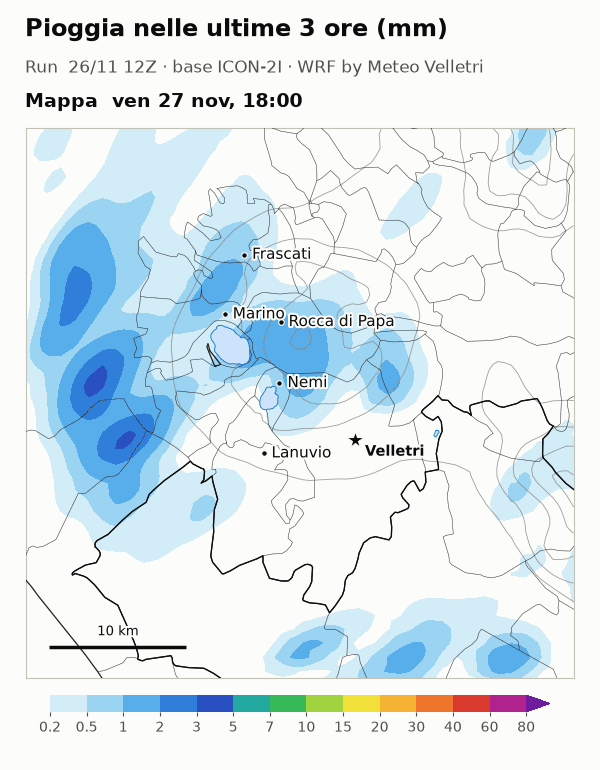 Pioggia nelle ultime 3 ore (mm)
Run  26/11 12Z · base ICON-2I · WRF by Meteo Velletri
Mappa  ven 27 nov, 18:00
Frascati
Marino
Rocca di Papa
Nemi
Lanuvio
Velletri
10 km
0.2 0.5 1 2 3 5 7 10 15 20 30 40 60 80